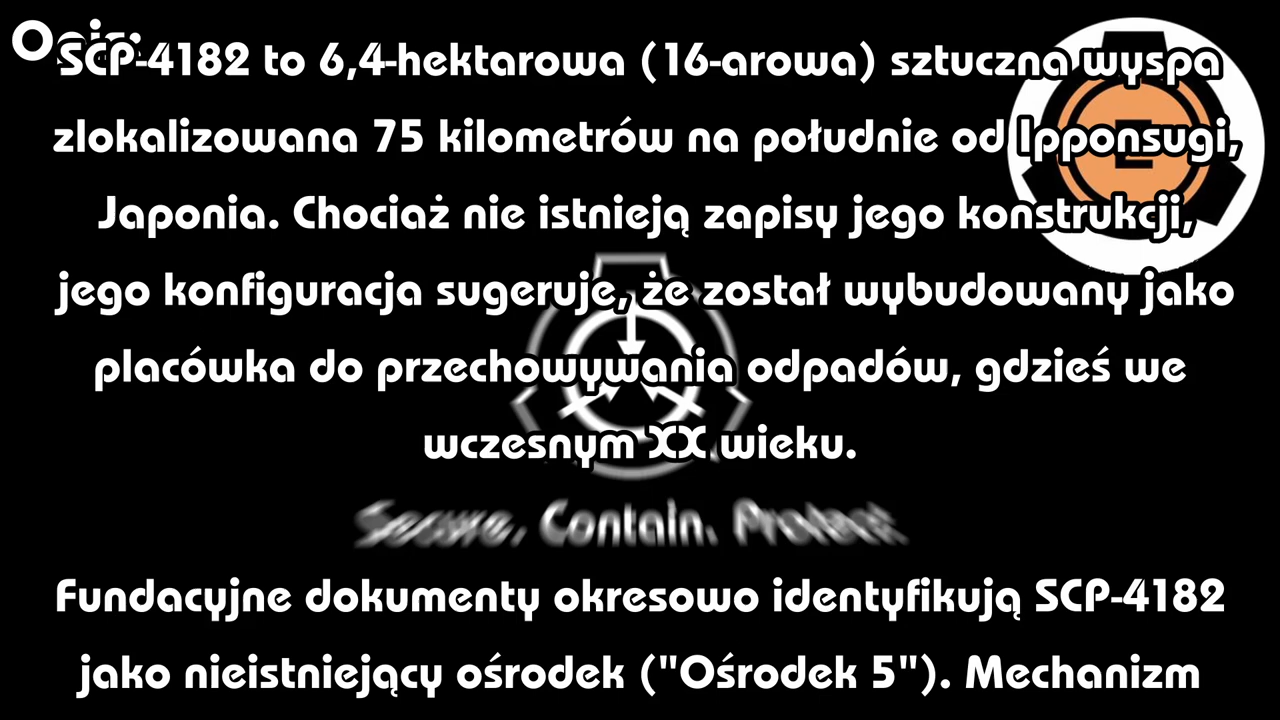 Opis:
SCP-4182 to 6,4-hektarowa (16-arowa) sztuczna wyspa
zlokalizowana 75 kilometrów na południe od Ipponsugi,
Japonia. Chociaż nie istnieją zapisy jego konstrukcji,
jego konfiguracja sugeruje, że został wybudowany jako
placówka do przechowywania odpadów, gdzieś we
wczesnym XX wieku.
Secure. Contain. Protect
Fundacyjne dokumenty okresowo identyfikują SCP-4182
jako nieistniejący ośrodek ("Ośrodek 5"). Mechanizm